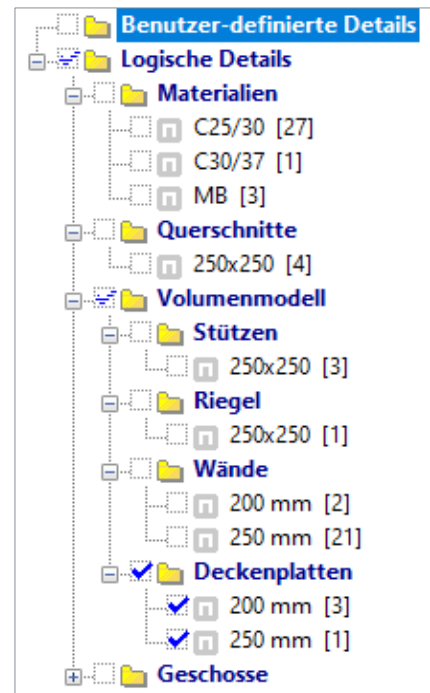 Benutzer-definierte Details
Logische Details
Materialien
C25/30 [27]
C30/37 [1]
MB [3]
Querschnitte
250x250 [4]
Volumenmodell
Stützen
250x250 [3]
Riegel
250x250 [1]
Wände
200 mm [2]
250 mm [21]
Deckenplatten
200 mm [3]
250 mm [1]
Geschosse